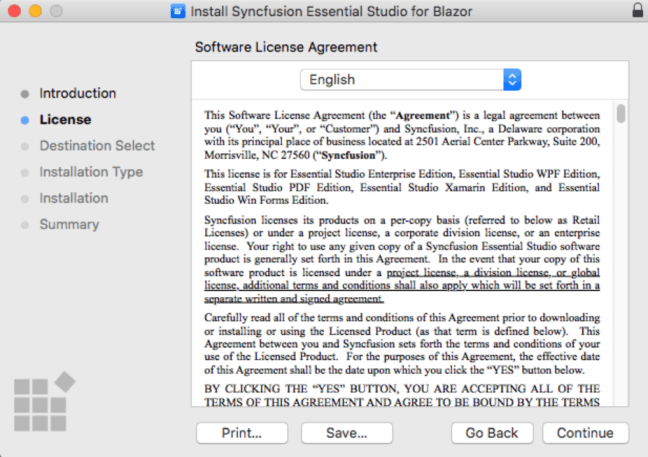 Install Syncfusion Essential Studio for Blazor
Software License Agreement
Introduction
License
Destination Select
Installation Type
Installation
Summary
English
This Software License Agreement (the “Agreement”) is a legal agreement between
you (“You”, “Your”, or “Customer”) and Syncfusion, Inc., a Delaware corporation
with its principal place of business located at 2501 Aerial Center Parkway, Suite 200,
Morrisville, NC 27560 (“Syncfusion”).
This license is for Essential Studio Enterprise Edition, Essential Studio WPF Edition,
Essential Studio PDF Edition, Essential Studio Xamarin Edition, and Essential
Studio Win Forms Edition.
Syncfusion licenses its products on a per-copy basis (referred to below as Retail
Licenses) or under a project license, a corporate division license, or an enterprise
license. Your right to use any given copy of a Syncfusion Essential Studio software
product is generally set forth in this Agreement. In the event that your copy of this
software product is licensed under a project license, a division license, or global
license, additional terms and conditions shall also apply which will be set forth in a
separate written and signed agreement.
Carefully read all of the terms and conditions of this Agreement prior to downloading
or installing or using the Licensed Product (as that term is defined below). This
Agreement between you and Syncfusion sets forth the terms and conditions of your
use of the Licensed Product. For the purposes of this Agreement, the effective date
of this Agreement shall be the date upon which you click the “YES” button below.
BY CLICKING THE “YES” BUTTON, YOU ARE ACCEPTING ALL OF THE
TERMS OF THIS AGREEMENT AND AGREE TO BE BOUND BY THE TERMS
Print...
Save...
Go Back
Continue